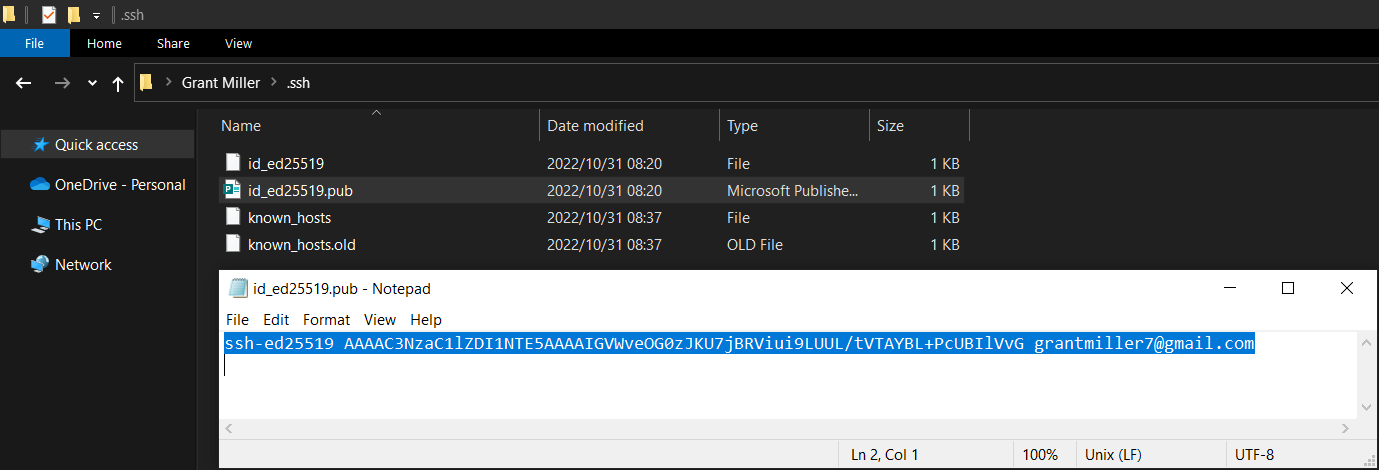 .ssh
File Home Share View
Grant Miller .ssh
Name Date modified Type Size
Quick access
OneDrive - Personal
This PC
Network
id_ed25519 2022/10/31 08:20 File 1 KB
id_ed25519.pub 2022/10/31 08:20 Microsoft Publishe... 1 KB
known_hosts 2022/10/31 08:37 File 1 KB
known_hosts.old 2022/10/31 08:37 OLD File 1 KB
id_ed25519.pub - Notepad
File Edit Format View Help
ssh-ed25519 AAAAC3NzaC1lZDI1NTE5AAAAIGVWveOG0zJKU7jBRViui9LUUL/tVTAYBL+PcUBIlVvG grantmiller7@gmail.com
Ln 2, Col 1 100% Unix (LF) UTF-8